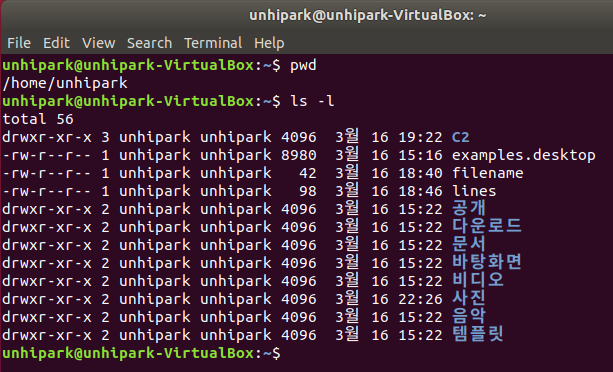 unhipark@unhipark-VirtualBox: ~
File Edit View Search Terminal Help
unhipark@unhipark-VirtualBox:~$ pwd
/home/unhipark
unhipark@unhipark-VirtualBox:~$ ls -l
total 56
drwxr-xr-x 3 unhipark unhipark 4096  3월 16 19:22 C2
-rw-r--r-- 1 unhipark unhipark 8980  3월 16 15:16 examples.desktop
-rw-r--r-- 1 unhipark unhipark   42  3월 16 18:40 filename
-rw-r--r-- 1 unhipark unhipark   98  3월 16 18:46 lines
drwxr-xr-x 2 unhipark unhipark 4096  3월 16 15:22 공개
drwxr-xr-x 2 unhipark unhipark 4096  3월 16 15:22 다운로드
drwxr-xr-x 2 unhipark unhipark 4096  3월 16 15:22 문서
drwxr-xr-x 2 unhipark unhipark 4096  3월 16 15:22 바탕화면
drwxr-xr-x 2 unhipark unhipark 4096  3월 16 15:22 비디오
drwxr-xr-x 2 unhipark unhipark 4096  3월 16 22:26 사진
drwxr-xr-x 2 unhipark unhipark 4096  3월 16 15:22 음악
drwxr-xr-x 2 unhipark unhipark 4096  3월 16 15:22 템플릿
unhipark@unhipark-VirtualBox:~$